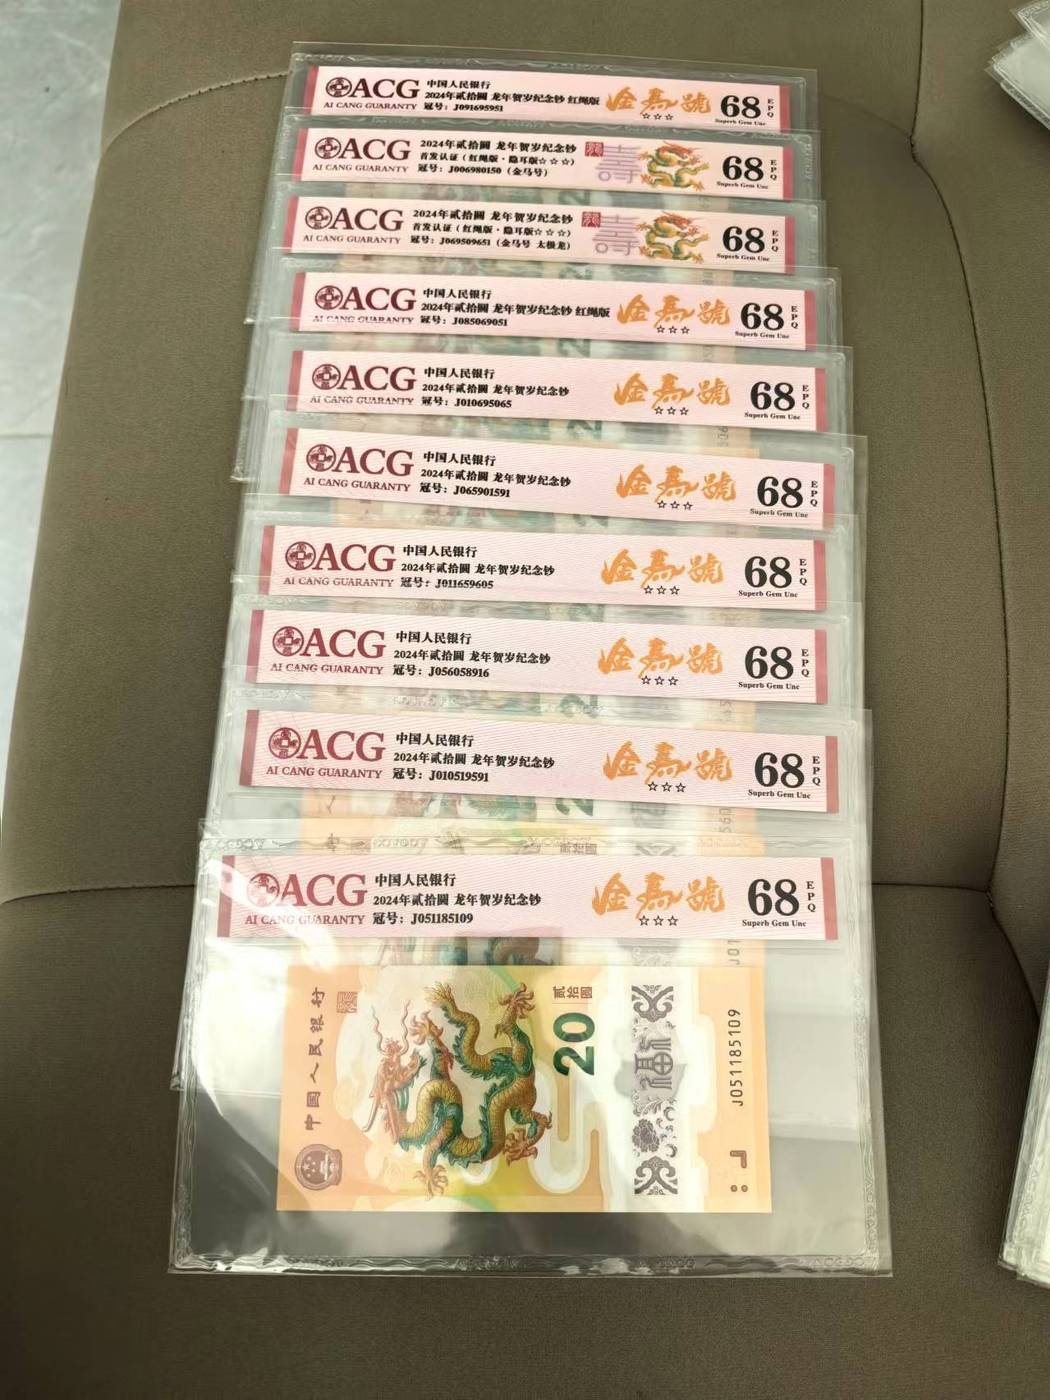 ACG
AI CANG GUARANTY
中国人民银行
2024年贰拾圆 龙年贺岁纪念钞 红绳版
冠号：J091695951
金馬號
☆☆☆
68
EPQ
Superb Gem Unc
ACG
AI CANG GUARANTY
2024年贰拾圆 龙年贺岁纪念钞
首发认证（红绳版·隐耳版☆☆☆）
冠号：J006980150（金马号）
68
EPQ
Superb Gem Unc
ACG
AI CANG GUARANTY
2024年贰拾圆 龙年贺岁纪念钞
首发认证（红绳版·隐耳版☆☆☆）
冠号：J069509651（金马号 太极龙）
68
EPQ
Superb Gem Unc
ACG
AI CANG GUARANTY
中国人民银行
2024年贰拾圆 龙年贺岁纪念钞 红绳版
冠号：J085069051
金馬號
☆☆☆
68
EPQ
Superb Gem Unc
ACG
AI CANG GUARANTY
中国人民银行
2024年贰拾圆 龙年贺岁纪念钞
冠号：J010695065
金馬號
☆☆☆
68
EPQ
Superb Gem Unc
ACG
AI CANG GUARANTY
中国人民银行
2024年贰拾圆 龙年贺岁纪念钞
冠号：J065901591
金馬號
☆☆☆
68
EPQ
Superb Gem Unc
ACG
AI CANG GUARANTY
中国人民银行
2024年贰拾圆 龙年贺岁纪念钞
冠号：J011659605
金馬號
☆☆☆
68
EPQ
Superb Gem Unc
ACG
AI CANG GUARANTY
中国人民银行
2024年贰拾圆 龙年贺岁纪念钞
冠号：J056058916
金馬號
☆☆☆
68
EPQ
Superb Gem Unc
ACG
AI CANG GUARANTY
中国人民银行
2024年贰拾圆 龙年贺岁纪念钞
冠号：J010519591
金馬號
☆☆☆
68
EPQ
Superb Gem Unc
ACG
AI CANG GUARANTY
中国人民银行
2024年贰拾圆 龙年贺岁纪念钞
冠号：J051185109
金馬號
☆☆☆
68
EPQ
Superb Gem Unc
中国人民银行
贰拾圆
20
J051185109